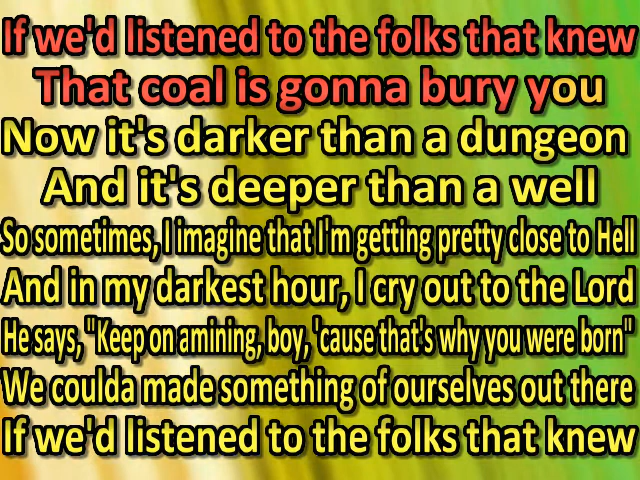 If we'd listened to the folks that knew
That coal is gonna bury you
Now it's darker than a dungeon
And it's deeper than a well
So sometimes, I imagine that I'm getting pretty close to Hell
And in my darkest hour, I cry out to the Lord
He says, "Keep on amining, boy, 'cause that's why you were born"
We coulda made something of ourselves out there
If we'd listened to the folks that knew